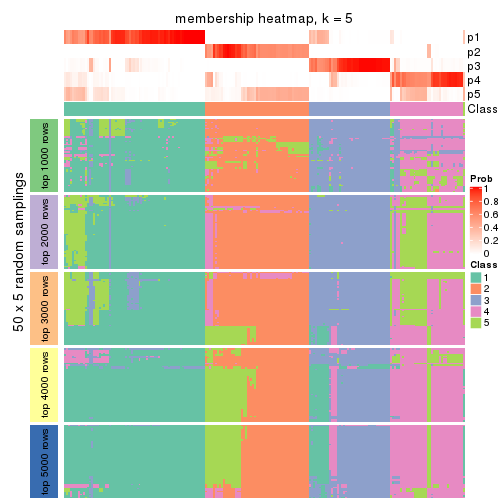 membership heatmap, k = 5
p1
p2
p3
p4
p5
Class
50 x 5 random samplings
top 1000 rows
top 2000 rows
top 3000 rows
top 4000 rows
top 5000 rows
Prob
1
0.8
0.6
0.4
0.2
0
Class
1
2
3
4
5